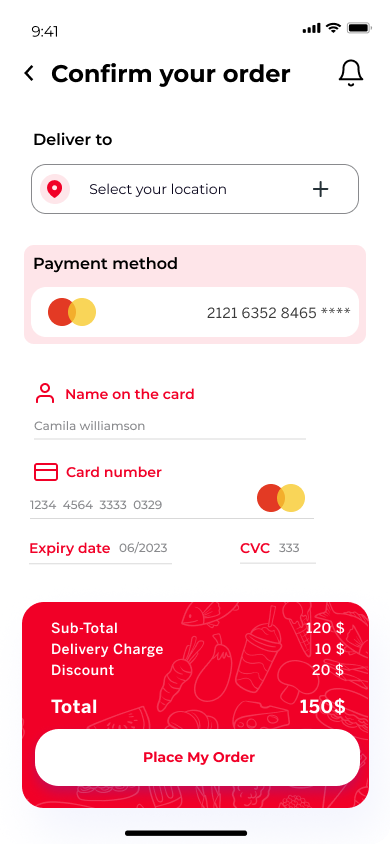 9:41
Confirm your order
Deliver to
Select your location
Payment method
2121 6352 8465 ****
Name on the card
Camila williamson
Card number
1234 4564 3333 0329
Expiry date 06/2023 CVC 333
Sub-Total 120 $
Delivery Charge 10 $
Discount 20 $
Total 150$
Place My Order